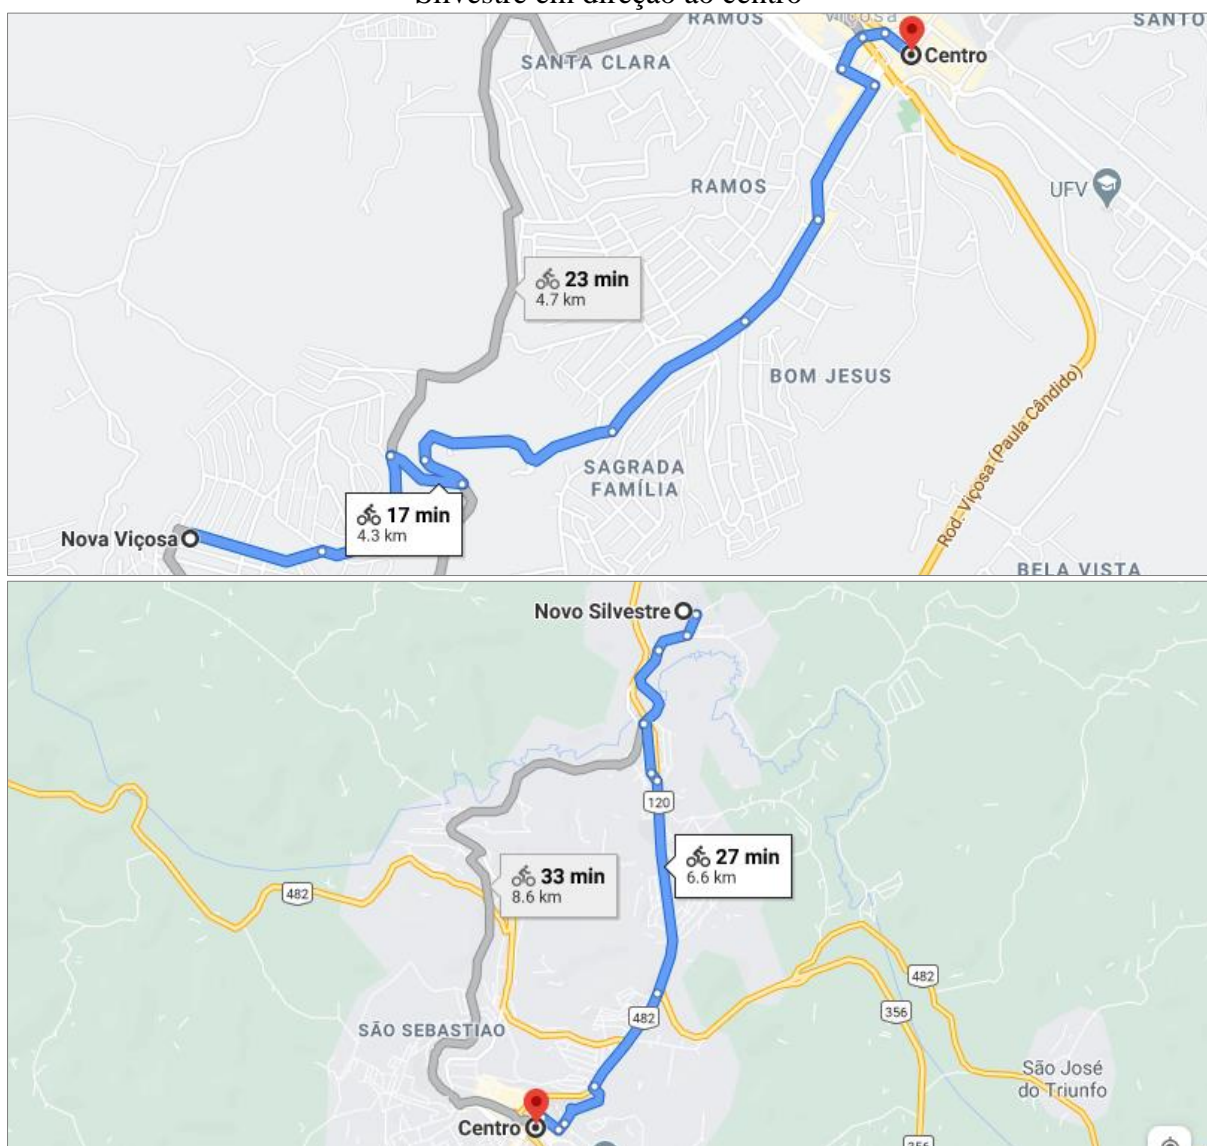 Silvestre em direção ao centro
RAMOS
Viçosa
SANTO
Centro
SANTA CLARA
RAMOS
UFV
23 min
4.7 km
BOM JESUS
Rod. Viçosa (Paula Cândido)
SAGRADA
FAMÍLIA
17 min
4.3 km
Nova Viçosa
BELA VISTA
Novo Silvestre
120
27 min
6.6 km
33 min
8.6 km
482
482
356
482
SÃO SEBASTIAO
São José
do Triunfo
Centro
356